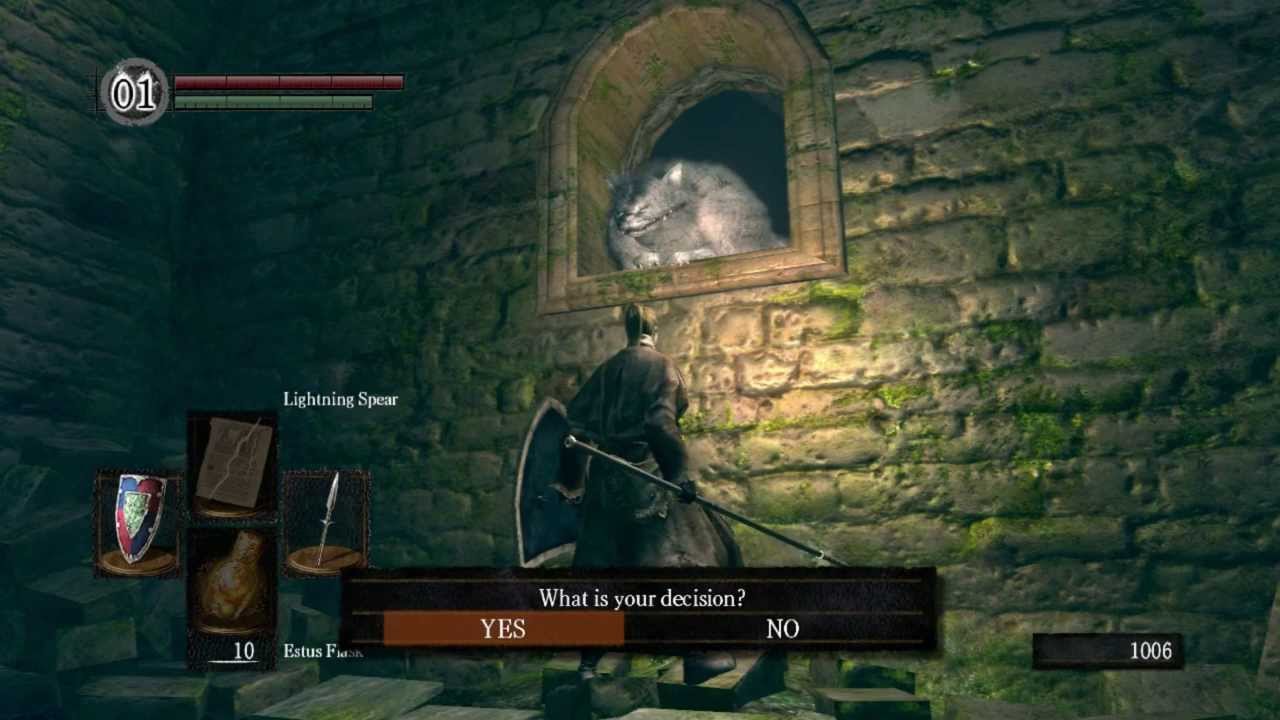 01
Lightning Spear
What is your decision?
YES NO
10 Estus Flask
1006